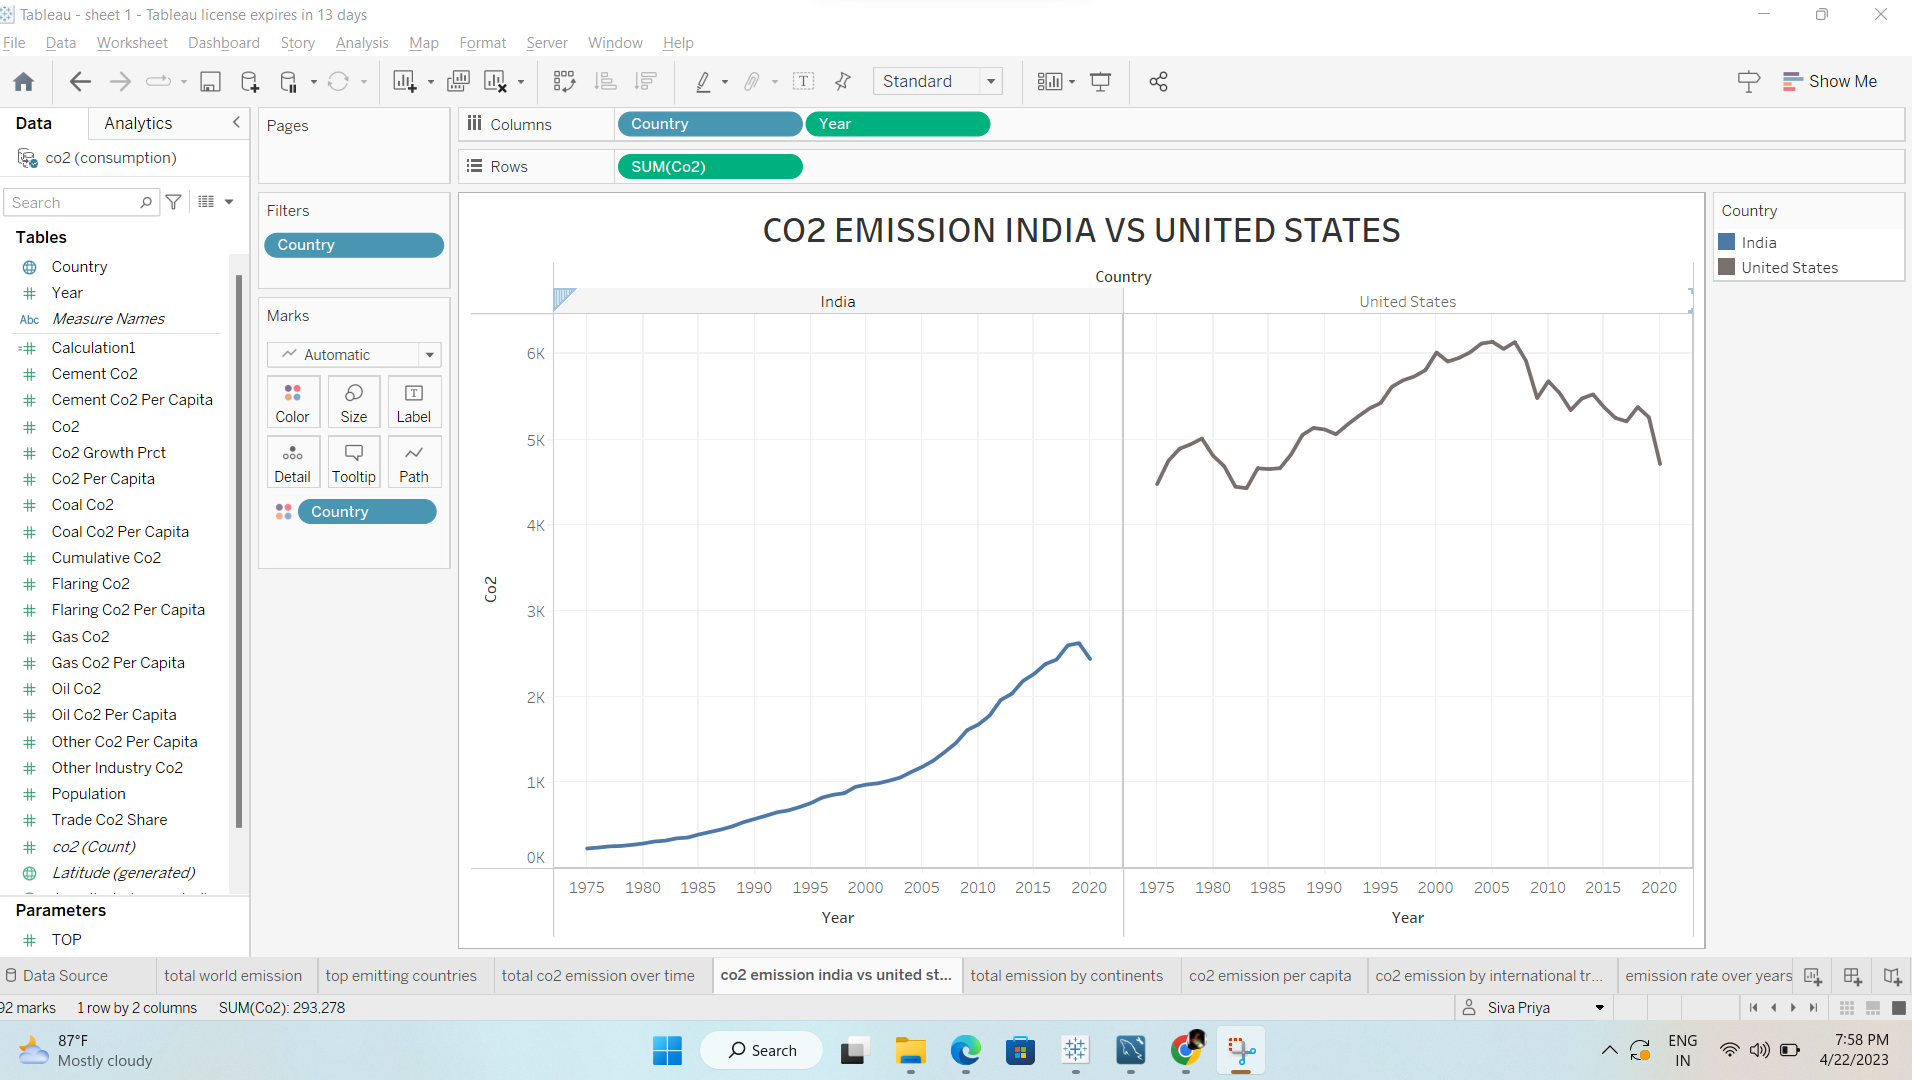 Tableau - sheet 1 - Tableau license expires in 13 days
File Data Worksheet Dashboard Story Analysis Map Format Server Window Help
Standard
Show Me
Data Analytics
co2 (consumption)
Search
Tables
Country
Year
Abc Measure Names
Calculation1
Cement Co2
Cement Co2 Per Capita
Co2
Co2 Growth Prct
Co2 Per Capita
Coal Co2
Coal Co2 Per Capita
Cumulative Co2
Flaring Co2
Flaring Co2 Per Capita
Gas Co2
Gas Co2 Per Capita
Oil Co2
Oil Co2 Per Capita
Other Co2 Per Capita
Other Industry Co2
Population
Trade Co2 Share
co2 (Count)
Latitude (generated)
Parameters
TOP
Pages
Filters
Country
Marks
Automatic
Color Size Label
Detail Tooltip Path
Country
Columns Country Year
Rows SUM(Co2)
CO2 EMISSION INDIA VS UNITED STATES
Country
India United States
6K
5K
4K
3K
2K
1K
0K
Co2
1975 1980 1985 1990 1995 2000 2005 2010 2015 2020 1975 1980 1985 1990 1995 2000 2005 2010 2015 2020
Year Year
Country
India
United States
Data Source total world emission top emitting countries total co2 emission over time co2 emission india vs united st... total emission by continents co2 emission per capita co2 emission by international tr... emission rate over years
92 marks 1 row by 2 columns SUM(Co2): 293,278
Siva Priya
87°F
Mostly cloudy
Search
ENG
IN
7:58 PM
4/22/2023